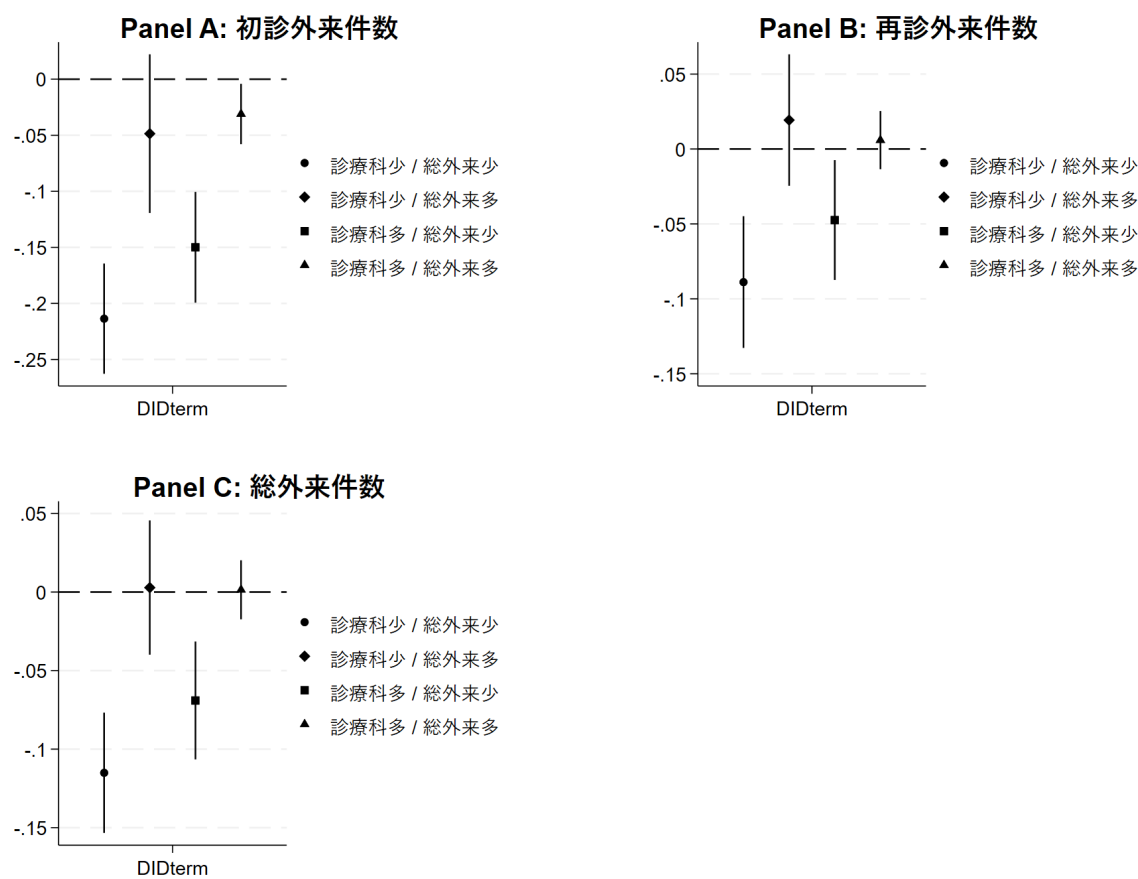 Panel A: 初診外来件数
0
-.05
-.1
-.15
-.2
-.25
DIDterm
診療科少 / 総外来少
診療科少 / 総外来多
診療科多 / 総外来少
診療科多 / 総外来多
Panel B: 再診外来件数
.05
0
-.05
-.1
-.15
DIDterm
診療科少 / 総外来少
診療科少 / 総外来多
診療科多 / 総外来少
診療科多 / 総外来多
Panel C: 総外来件数
.05
0
-.05
-.1
-.15
DIDterm
診療科少 / 総外来少
診療科少 / 総外来多
診療科多 / 総外来少
診療科多 / 総外来多